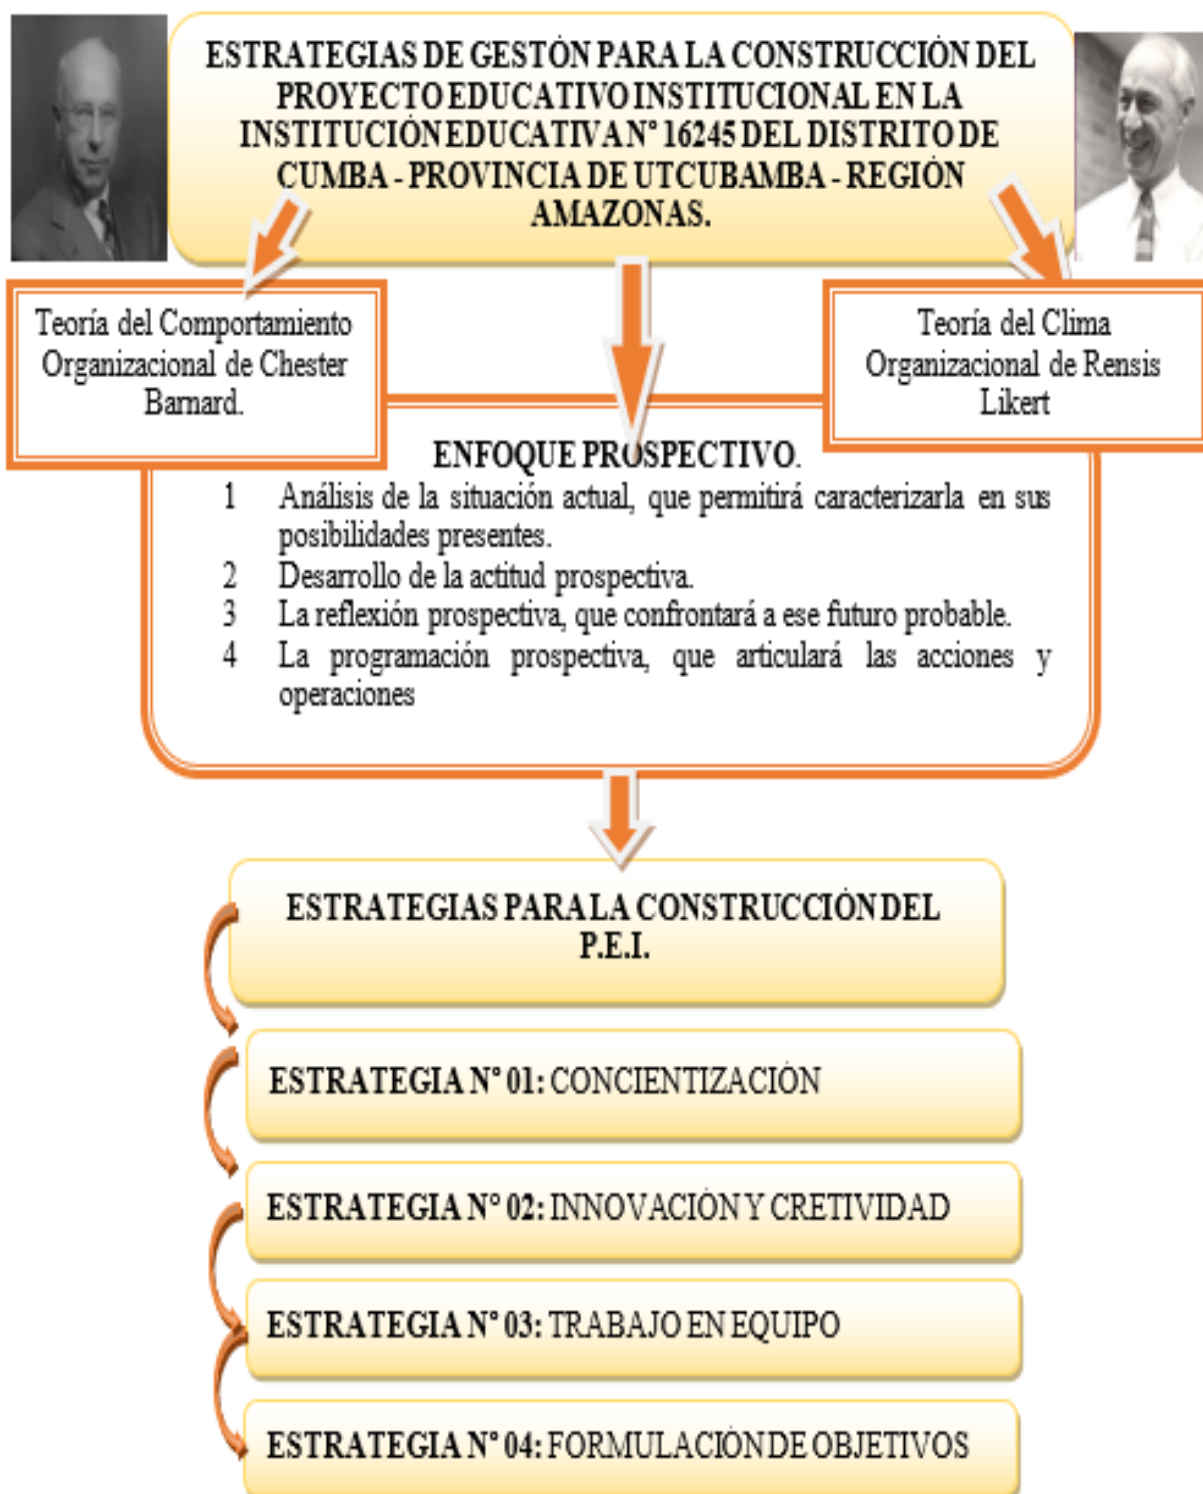 ESTRATEGIAS DE GESTÓN PARA LA CONSTRUCCIÓN DEL
PROYECTO EDUCATIVO INSTITUCIONAL EN LA
INSTITUCIÓN EDUCATIVA N° 16245 DEL DISTRITO DE
CUMBA - PROVINCIA DE UTCUBAMBA - REGIÓN
AMAZONAS.
Teoría del Comportamiento
Organizacional de Chester
Barnard.
Teoría del Clima
Organizacional de Rensis
Likert
ENFOQUE PROSPECTIVO.
1 Análisis de la situación actual, que permitirá caracterizarla en sus
posibilidades presentes.
2 Desarrollo de la actitud prospectiva.
3 La reflexión prospectiva, que confrontará a ese futuro probable.
4 La programación prospectiva, que articulará las acciones y
operaciones
ESTRATEGIAS PARA LA CONSTRUCCIÓN DEL
P.E.I.
ESTRATEGIA N° 01: CONCIENTIZACIÓN
ESTRATEGIA N° 02: INNOVACIÓN Y CRETIVIDAD
ESTRATEGIA N° 03: TRABAJO EN EQUIPO
ESTRATEGIA N° 04: FORMULACIÓN DE OBJETIVOS